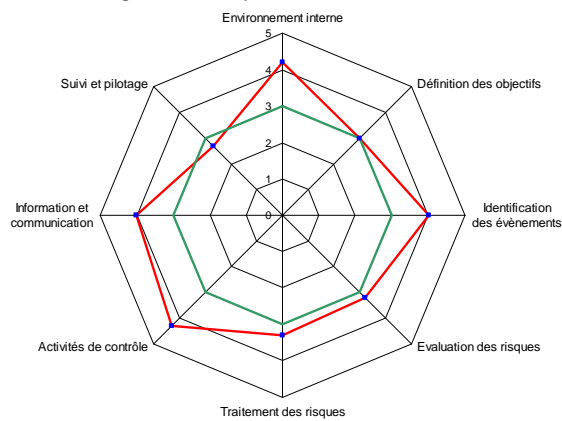 Environnement interne
5
Suivi et pilotage
4
Définition des objectifs
3
2
1
Information et
communication
0
Identification
des évènements
Activités de contrôle
Evaluation des risques
Traitement des risques